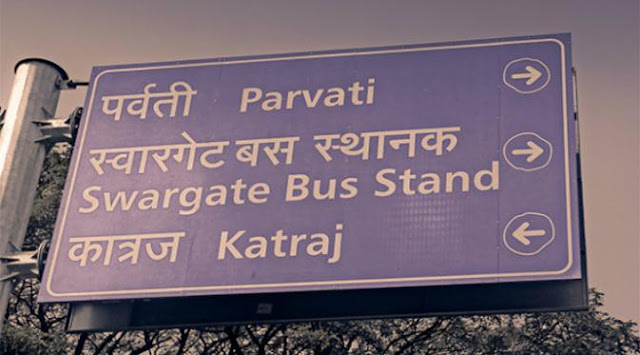 पर्वती Parvati
स्वारगेट बस स्थानक
Swargate Bus Stand
कात्रज Katraj